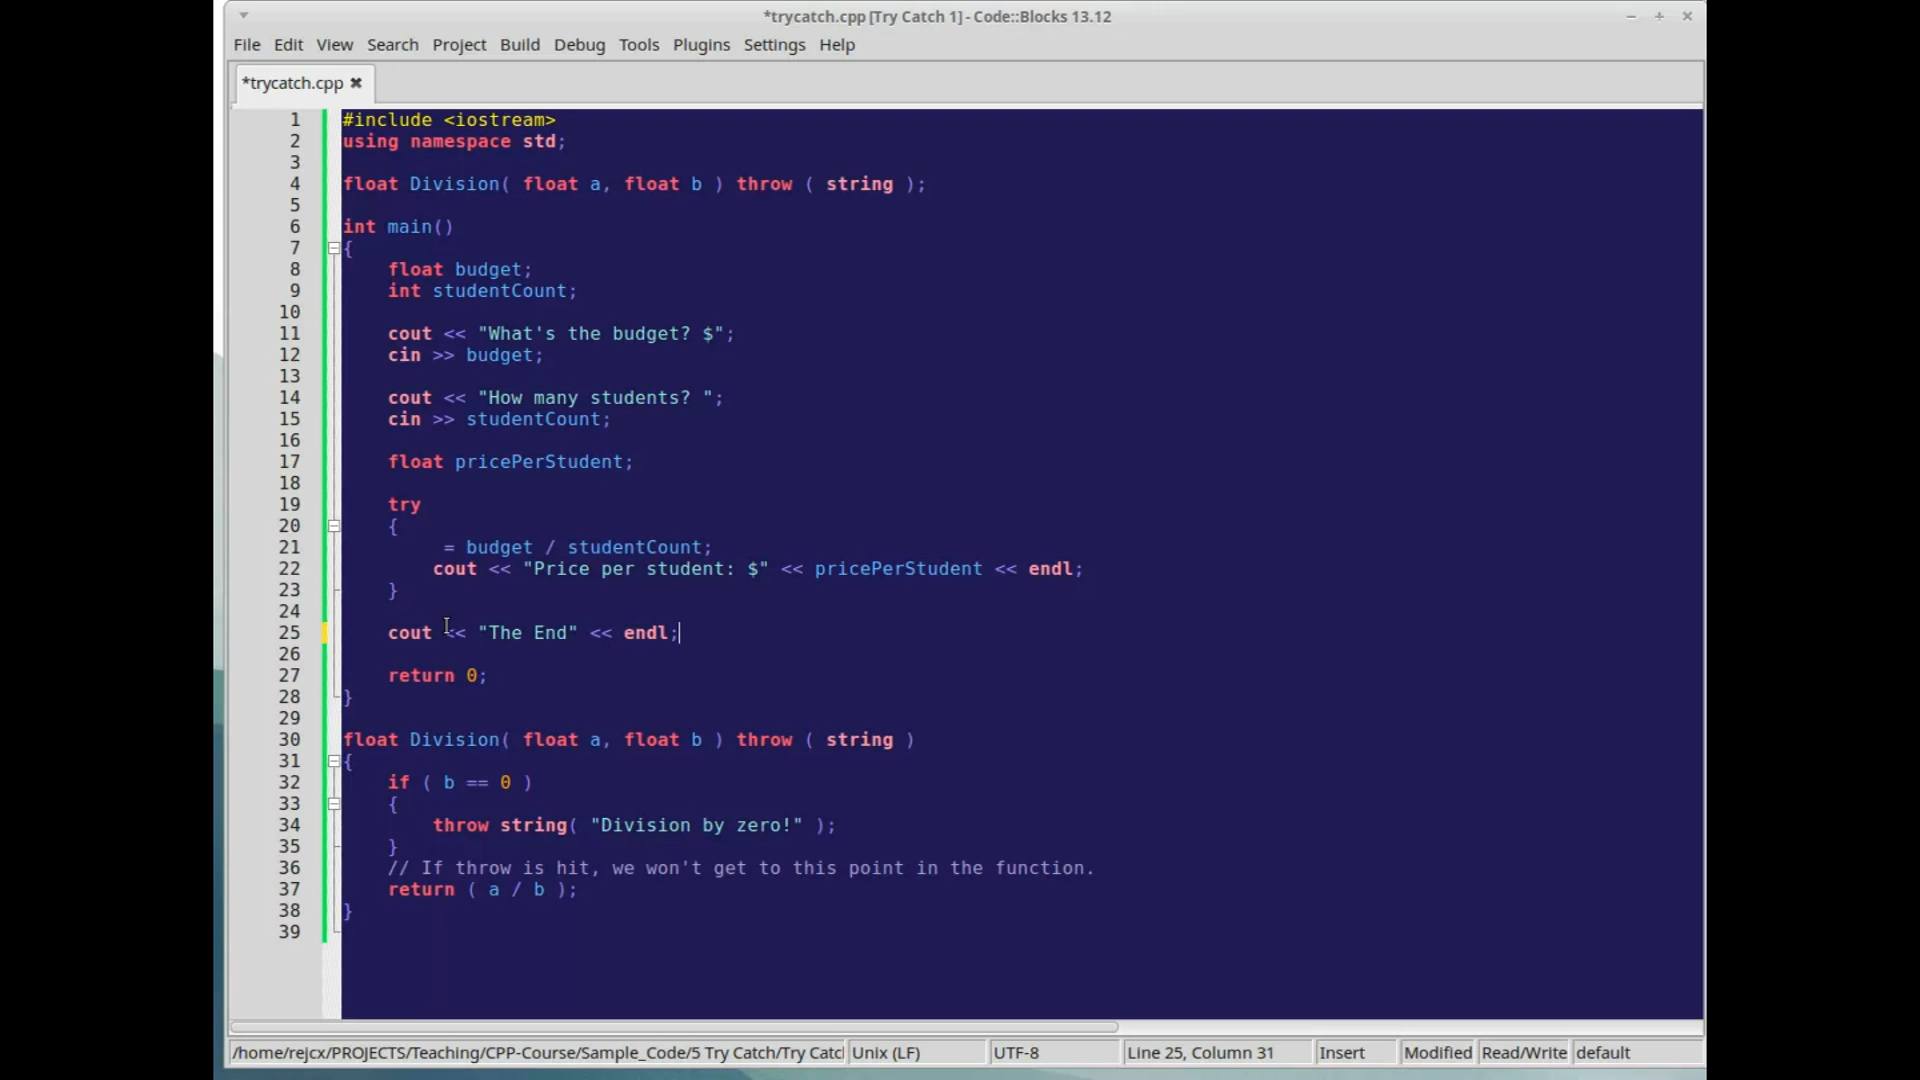 *trycatch.cpp [Try Catch 1] - Code::Blocks 13.12
File Edit View Search Project Build Debug Tools Plugins Settings Help
*trycatch.cpp
1 #include <iostream>
2 using namespace std;
3
4 float Division( float a, float b ) throw ( string );
5
6 int main()
7 {
8     float budget;
9     int studentCount;
10
11     cout << "What's the budget? $";
12     cin >> budget;
13
14     cout << "How many students? ";
15     cin >> studentCount;
16
17     float pricePerStudent;
18
19     try
20     {
21          = budget / studentCount;
22         cout << "Price per student: $" << pricePerStudent << endl;
23     }
24
25     cout << "The End" << endl;
26
27     return 0;
28 }
29
30 float Division( float a, float b ) throw ( string )
31 {
32     if ( b == 0 )
33     {
34         throw string( "Division by zero!" );
35     }
36     // If throw is hit, we won't get to this point in the function.
37     return ( a / b );
38 }
39
/home/rejcx/PROJECTS/Teaching/CPP-Course/Sample_Code/5 Try Catch/Try Catc Unix (LF) UTF-8 Line 25, Column 31 Insert Modified Read/Write default